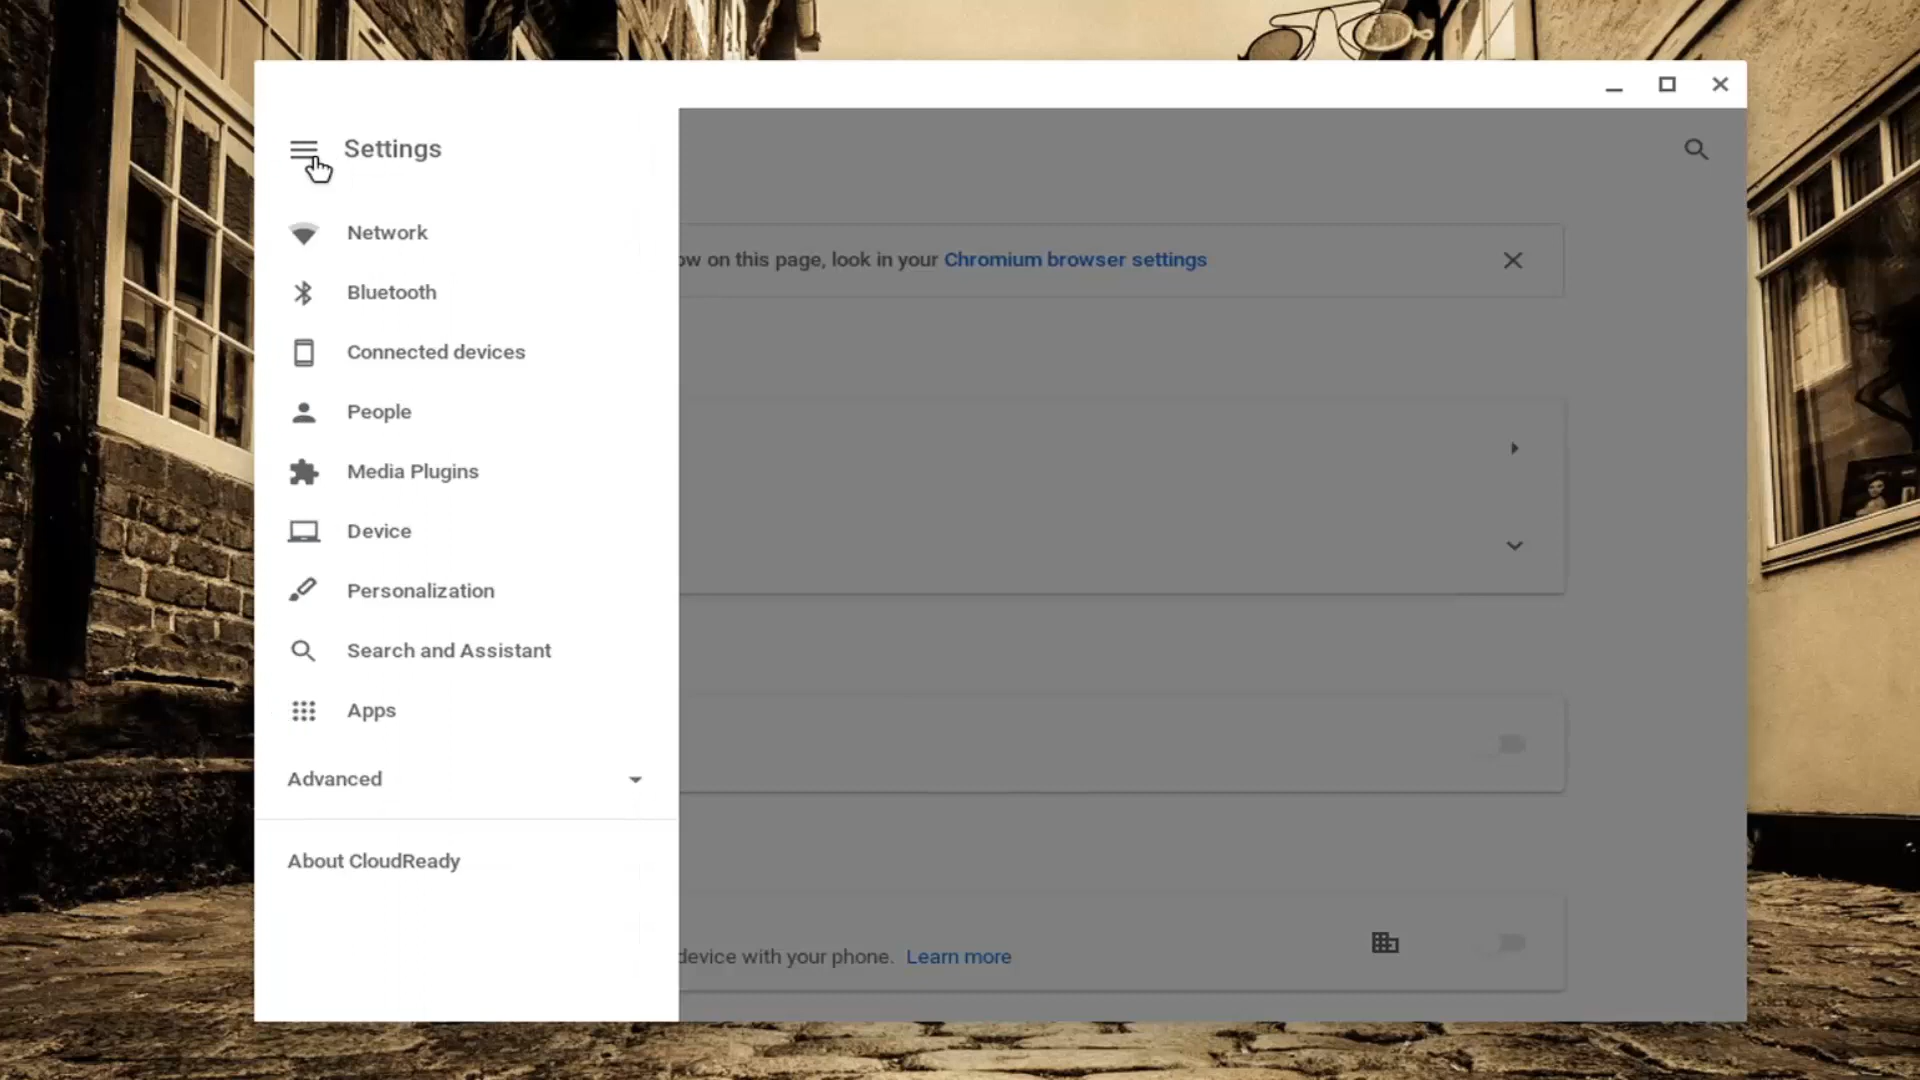 Settings
Network
ow on this page, look in your Chromium browser settings
Bluetooth
Connected devices
People
Media Plugins
Device
Personalization
Search and Assistant
Apps
Advanced
About CloudReady
device with your phone. Learn more